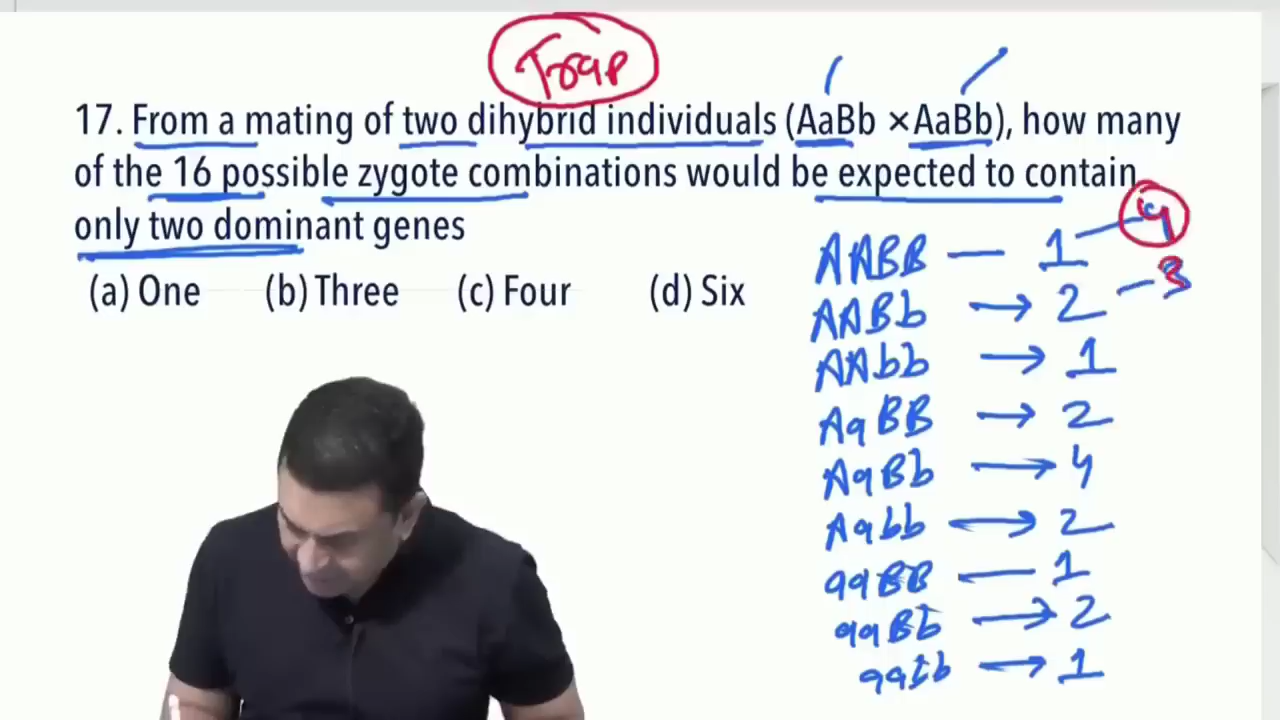 Trap
17. From a mating of two dihybrid individuals (AaBb ×AaBb), how many
of the 16 possible zygote combinations would be expected to contain
only two dominant genes
(a) One (b) Three (c) Four (d) Six
AABB — 1 — 4
AABb → 2 — 3
AAbb → 1
AaBB → 2
AaBb → 4
Aabb → 2
aaBB — 1
aaBb → 2
aabb → 1